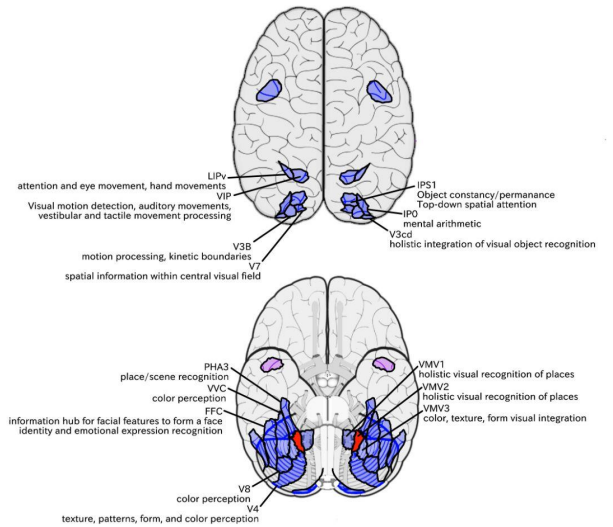 LIPv
attention and eye movement, hand movements
VIP
Visual motion detection, auditory movements,
vestibular and tactile movement processing
V3B
motion processing, kinetic boundaries
V7
spatial information within central visual field
IPS1
Object constancy/permanance
Top-down spatial attention
IP0
mental arithmetic
V3cd
holistic integration of visual object recognition
PHA3
place/scene recognition
VVC
color perception
FFC
information hub for facial features to form a face
identity and emotional expression recognition
V8
color perception
V4
texture, patterns, form, and color perception
VMV1
holistic visual recognition of places
VMV2
holistic visual recognition of places
VMV3
color, texture, form visual integration